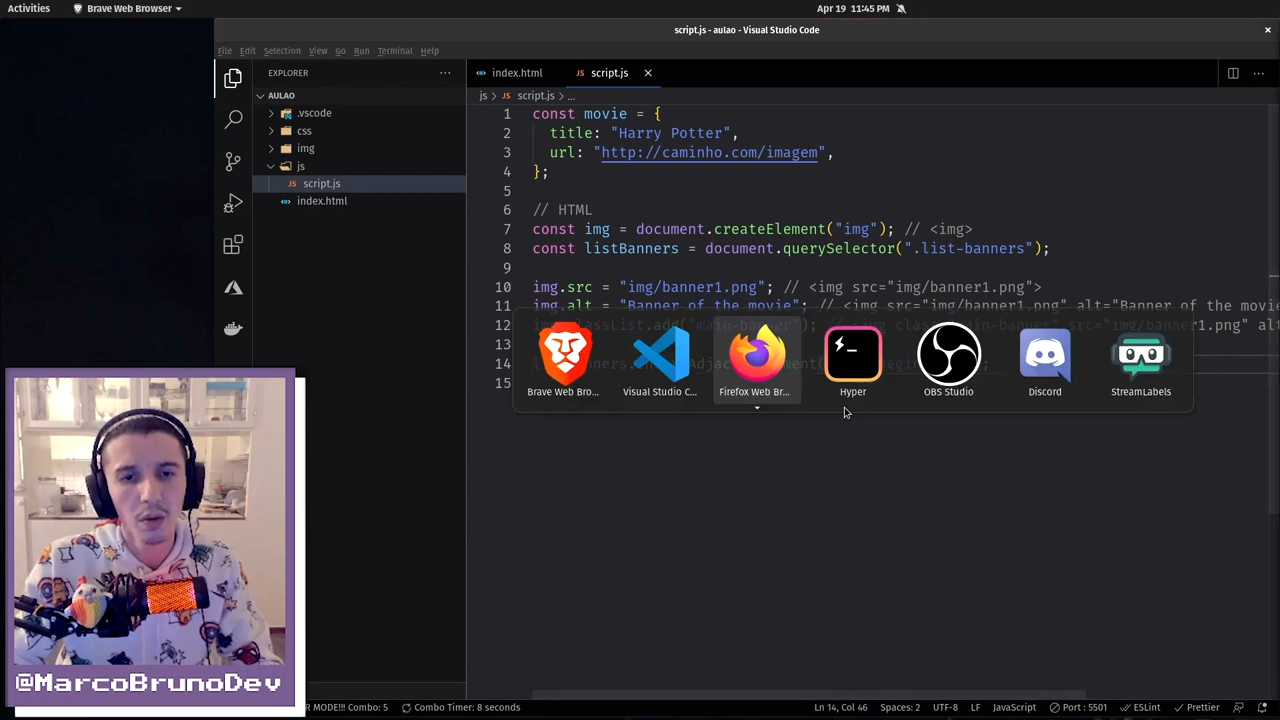 Activities
Brave Web Browser
Apr 19 11:45 PM
script.js - aulao - Visual Studio Code
File Edit Selection View Go Run Terminal Help
EXPLORER
index.html
script.js
AULAO
js > script.js > ...
.vscode
css
img
js
script.js
index.html
1 const movie = {
2 title: "Harry Potter",
3 url: "http://caminho.com/imagem",
4 };
5
6 // HTML
7 const img = document.createElement("img"); // <img>
8 const listBanners = document.querySelector(".list-banners");
9
10 img.src = "img/banner1.png"; // <img src="img/banner1.png">
11 img.alt = "Banner of the movie"; // <img src="img/banner1.png" alt="Banner of the movie
12
13
14
15
Brave Web Bro...
Visual Studio C...
Firefox Web Br...
Hyper
OBS Studio
Discord
StreamLabels
@MarcoBrunoDev
R MODE!!! Combo: 5
Combo Timer: 8 seconds
Ln 14, Col 46
Spaces: 2
UTF-8
LF
JavaScript
Port : 5501
ESLint
Prettier